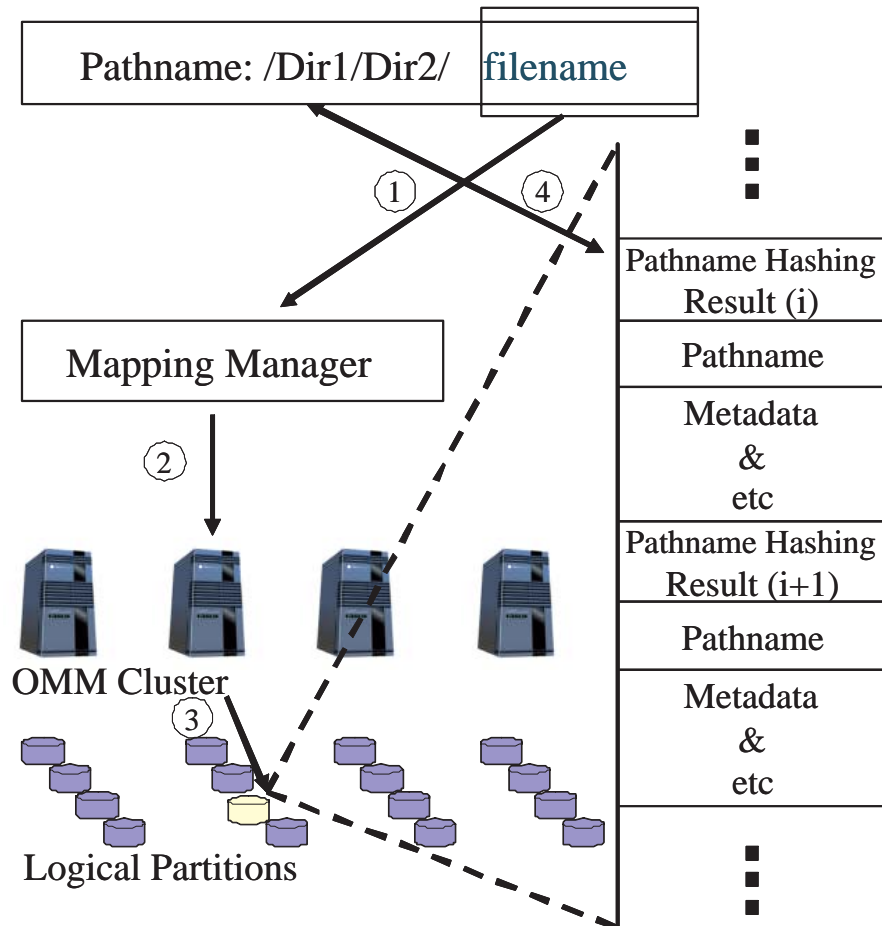 Pathname: /Dir1/Dir2/ filename
1
4
Pathname Hashing
Result (i)
Mapping Manager
Pathname
Metadata
&
etc
2
Pathname Hashing
Result (i+1)
Pathname
OMM Cluster
Metadata
&
etc
3
Logical Partitions